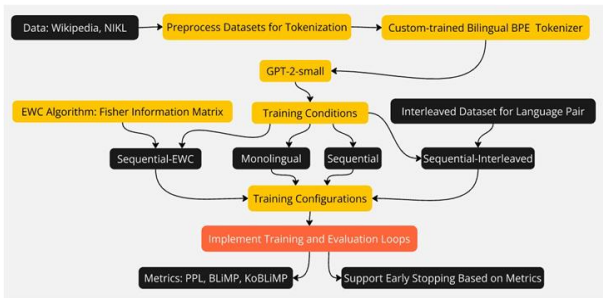 Data: Wikipedia, NIKL
Preprocess Datasets for Tokenization
Custom-trained Bilingual BPE Tokenizer
GPT-2-small
EWC Algorithm: Fisher Information Matrix
Training Conditions
Interleaved Dataset for Language Pair
Sequential-EWC
Monolingual
Sequential
Sequential-Interleaved
Training Configurations
Implement Training and Evaluation Loops
Metrics: PPL, BLiMP, KoBLiMP
Support Early Stopping Based on Metrics